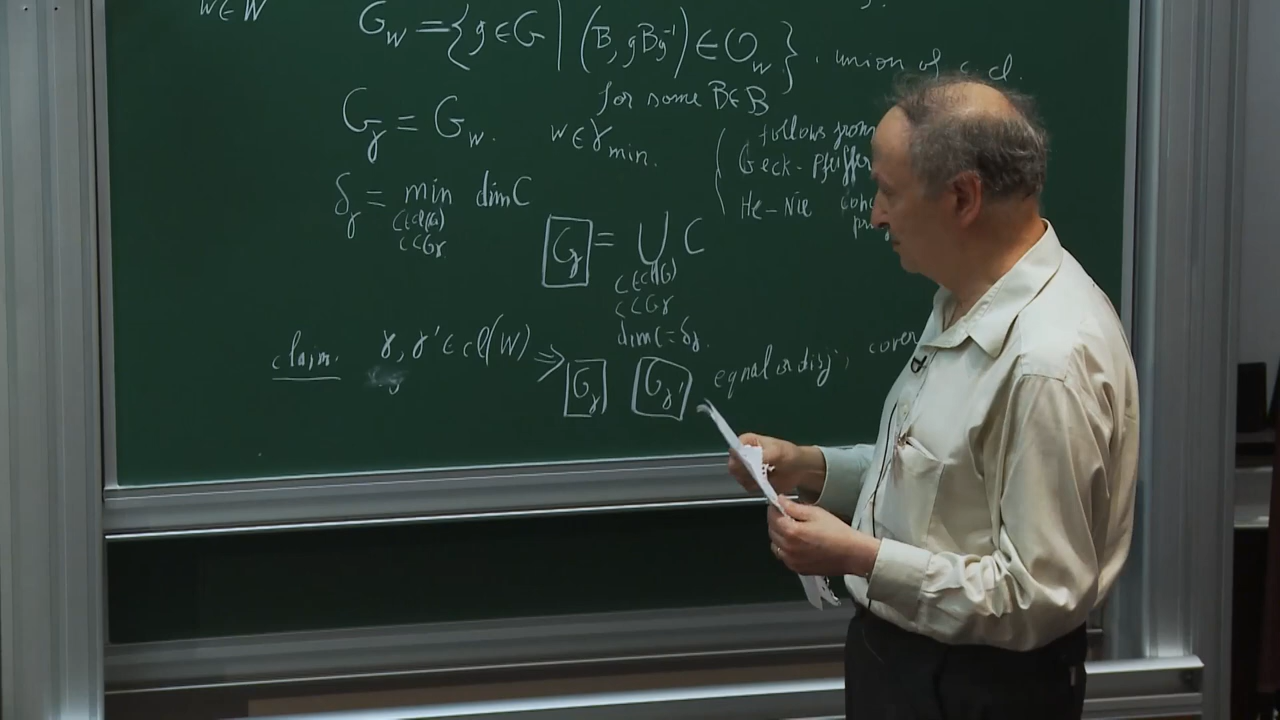 w∈W
G_w = {g∈G | (B, gBg⁻¹) ∈ O_w}, union of c. cl.
for some B∈B
G_γ = G_w. w∈γ_min.
follows from
Geck-Pfeiffer
He-Nie
δ_γ = min dim C
C∈cl(G)
C⊂G_γ
G_γ = ⋃ C
C∈cl(G)
C⊂G_γ
dim C = δ_γ.
claim. γ, γ' ∈ cl(W) ⇒ G_γ G_γ' equal or disj, cover